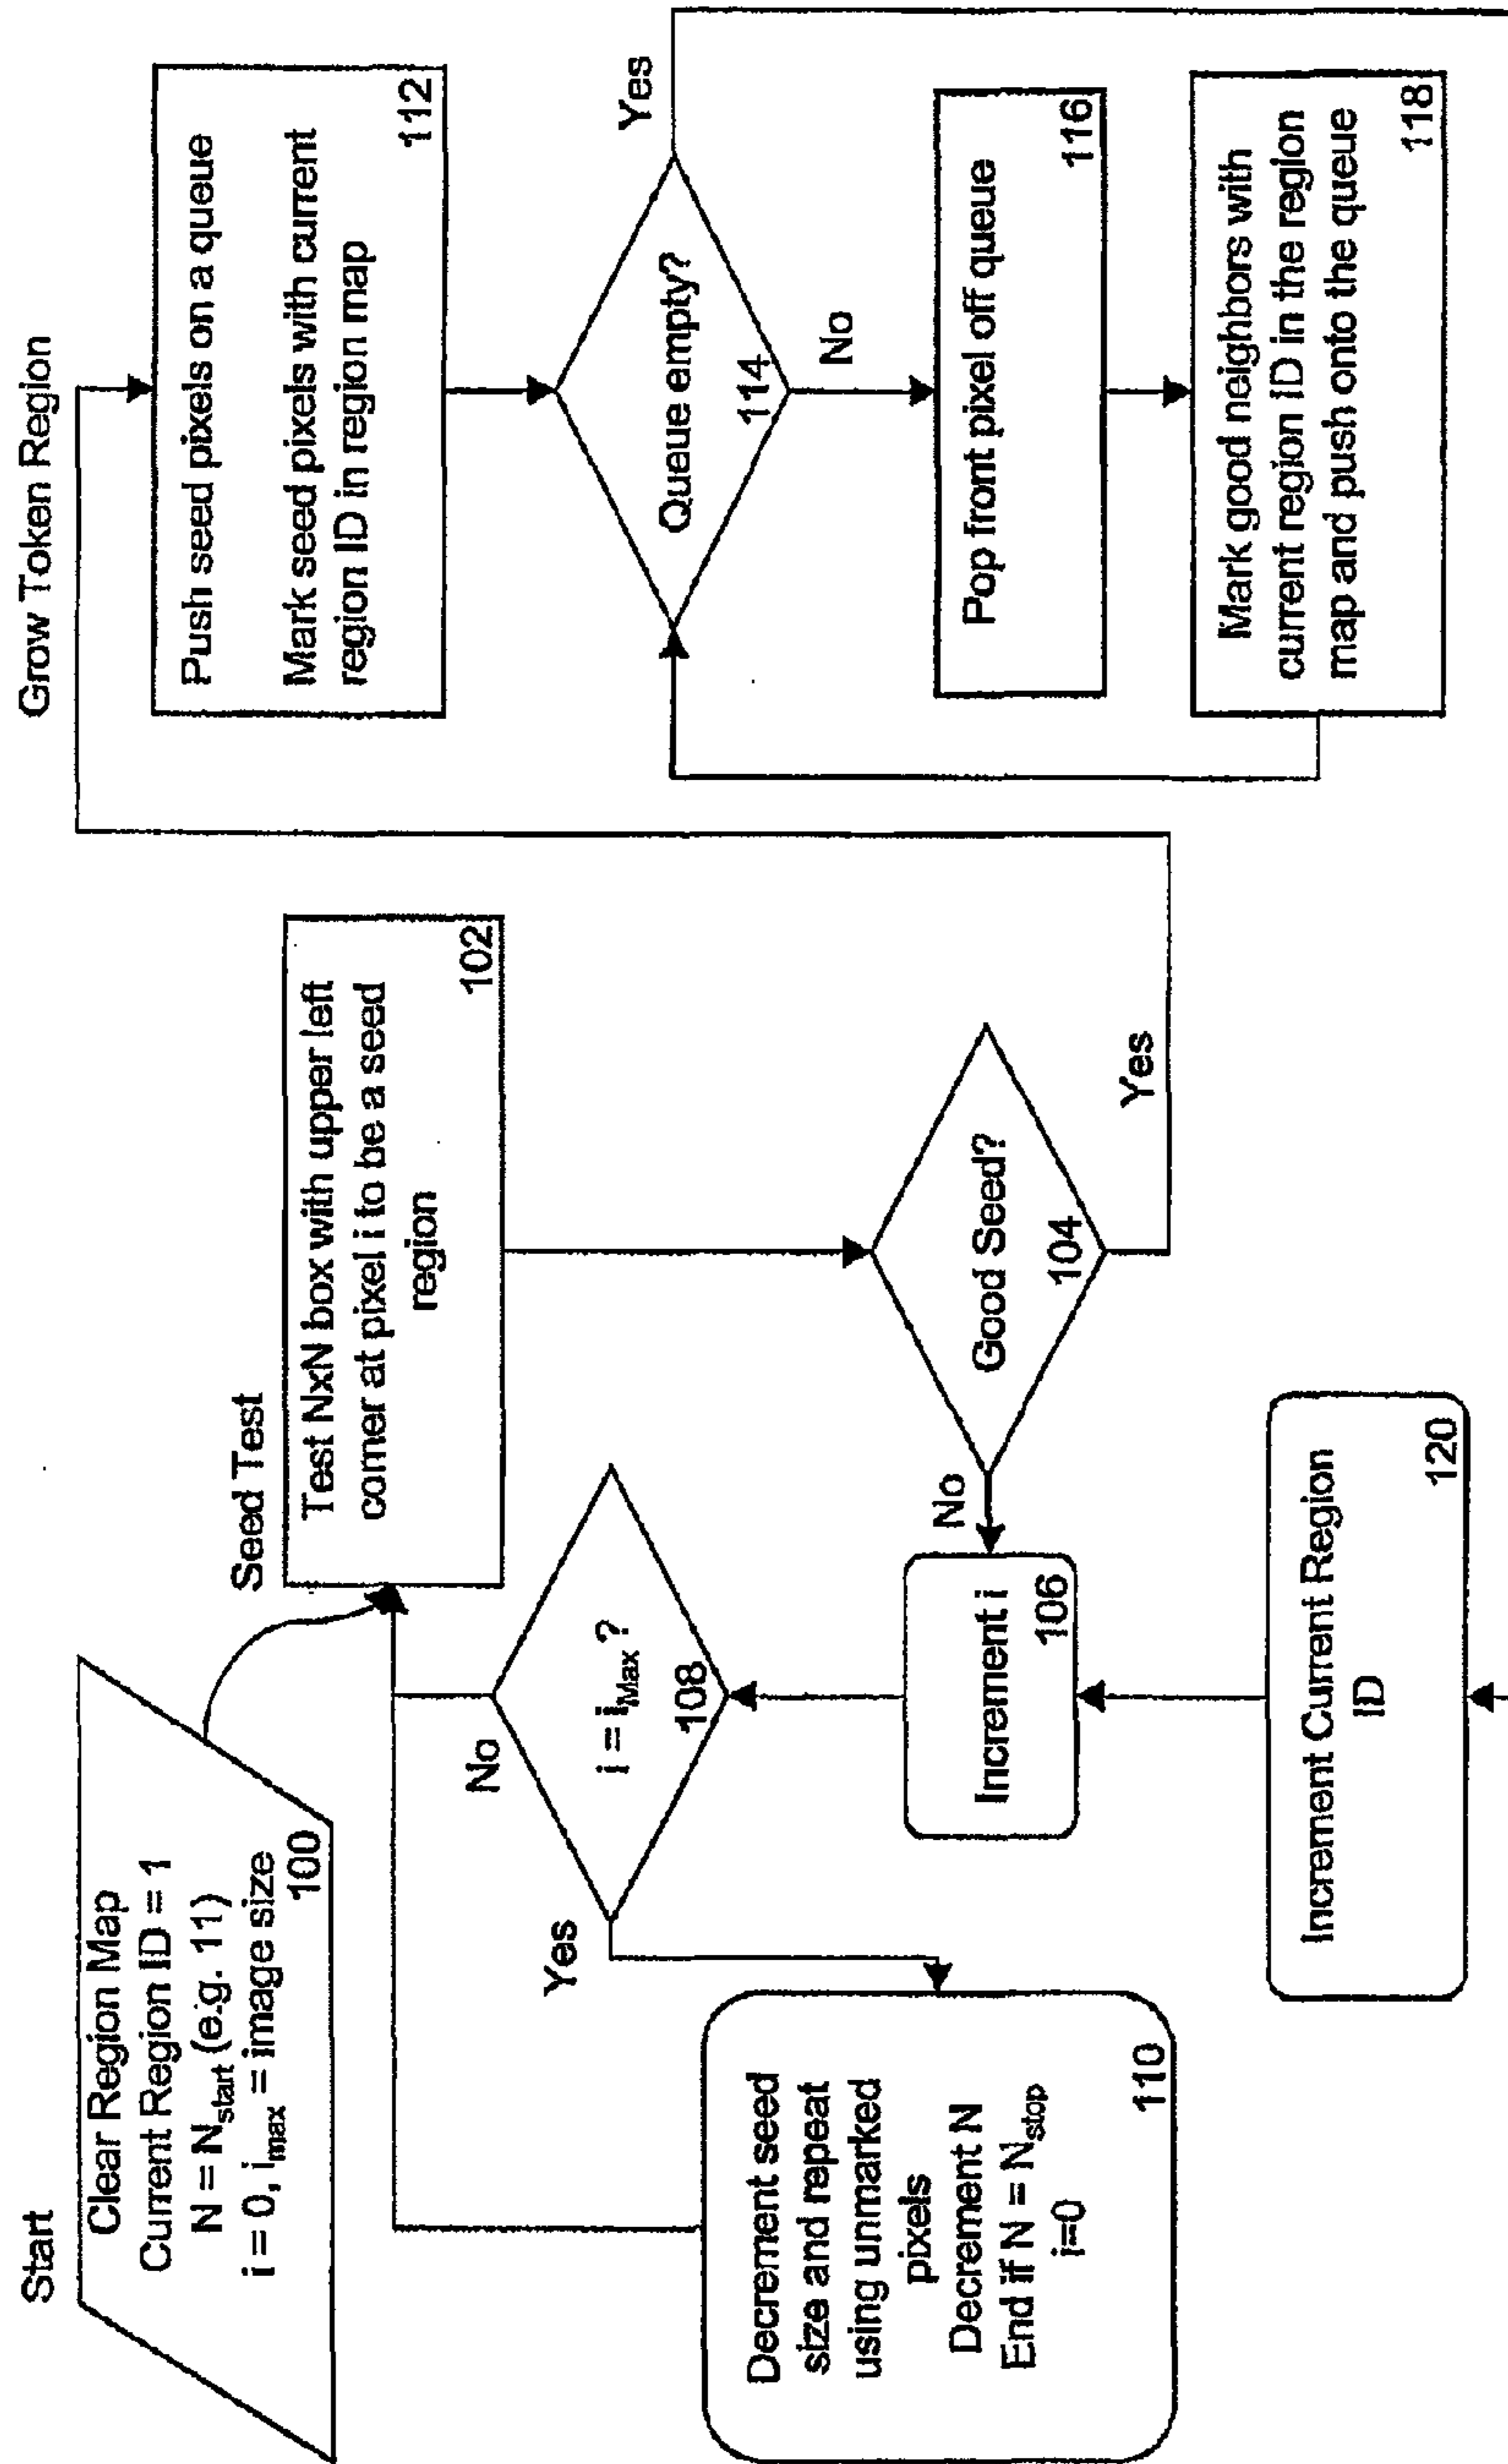 Start
Clear Region Map
Current Region ID = 1
N = Nstart (e.g. 11)
i = 0, imax = image size
100
Seed Test
Test NxN box with upper left
corner at pixel i to be a seed
region
102
Good Seed?
104
No
Yes
Increment i
106
i = iMax ?
108
No
Yes
Decrement seed
size and repeat
using unmarked
pixels
Decrement N
End if N = Nstop
i=0
110
Grow Token Region
Push seed pixels on a queue
Mark seed pixels with current
region ID in region map
112
Queue empty?
114
Yes
No
Pop front pixel off queue
116
Mark good neighbors with
current region ID in the region
map and push onto the queue
118
Increment Current Region
ID
120